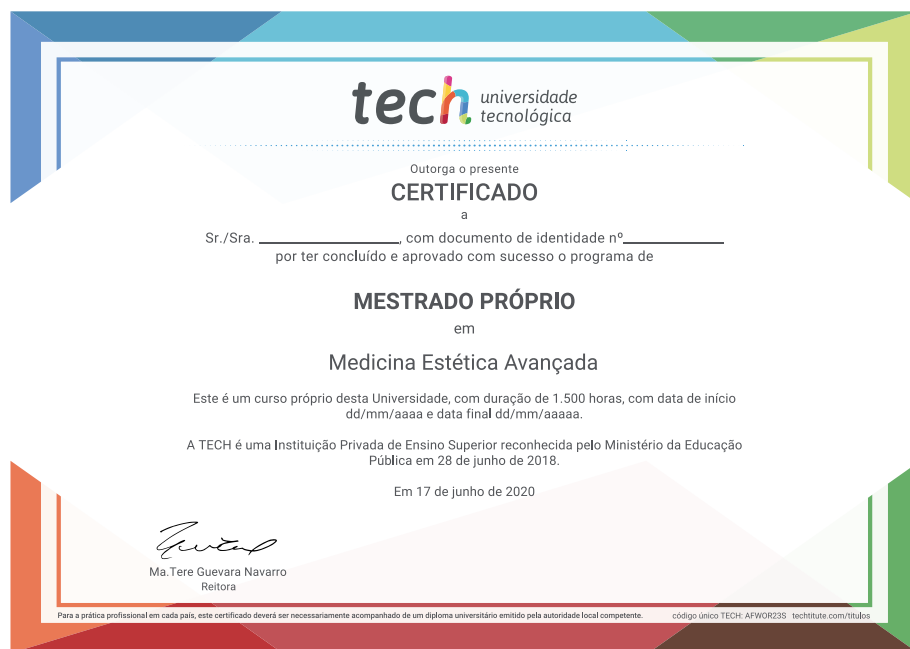 tech universidade
tecnológica
Outorga o presente
CERTIFICADO
a
Sr./Sra. ____________________, com documento de identidade nº______________
por ter concluído e aprovado com sucesso o programa de
MESTRADO PRÓPRIO
em
Medicina Estética Avançada
Este é um curso próprio desta Universidade, com duração de 1.500 horas, com data de início
dd/mm/aaaa e data final dd/mm/aaaaa.
A TECH é uma Instituição Privada de Ensino Superior reconhecida pelo Ministério da Educação
Pública em 28 de junho de 2018.
Em 17 de junho de 2020
Ma.Tere Guevara Navarro
Reitora
Para a prática profissional em cada país, este certificado deverá ser necessariamente acompanhado de um diploma universitário emitido pela autoridade local competente. código único TECH: AFWOR23S techtitute.com/titulos